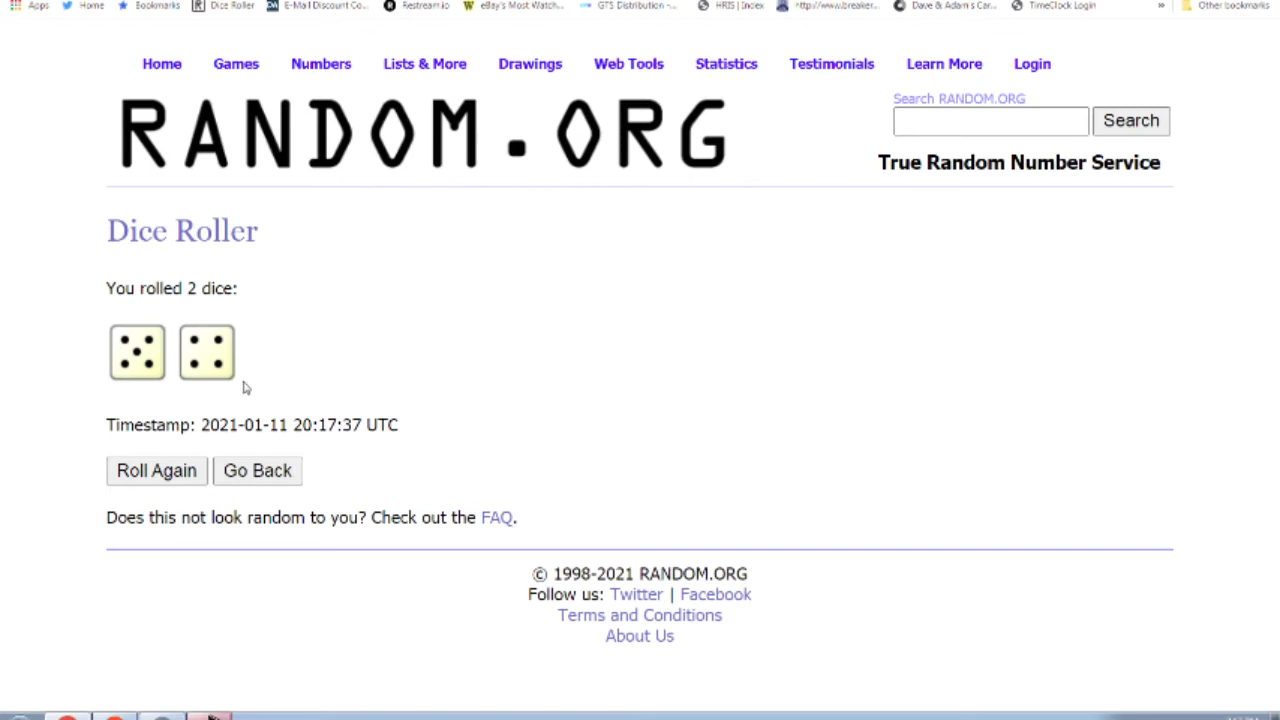 Apps Home Bookmarks Dice Roller E-Mail Discount Co... Restream.io eBay's Most Watch... GTS Distribution -... HRIS | Index http://www.breaker... Dave & Adam's Car... TimeClock Login » Other bookmarks
Home Games Numbers Lists & More Drawings Web Tools Statistics Testimonials Learn More Login
Search RANDOM.ORG
RANDOM.ORG
Search
True Random Number Service
Dice Roller
You rolled 2 dice:
Timestamp: 2021-01-11 20:17:37 UTC
Roll Again Go Back
Does this not look random to you? Check out the FAQ.
© 1998-2021 RANDOM.ORG
Follow us: Twitter | Facebook
Terms and Conditions
About Us